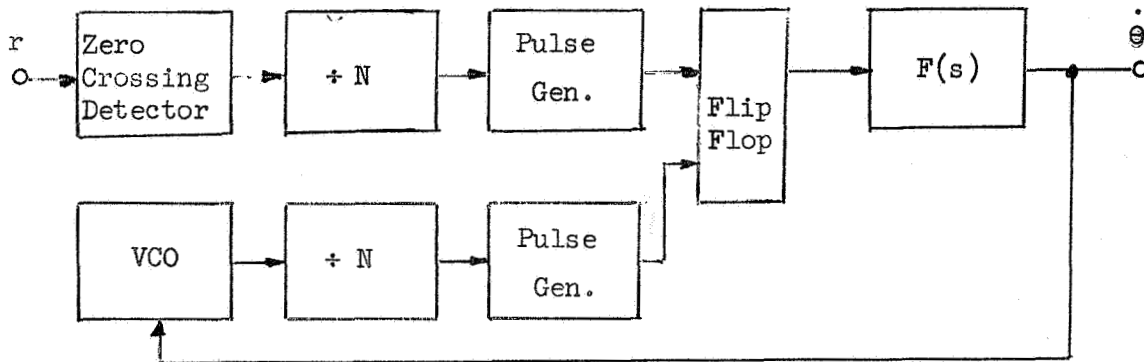 r
Zero
Crossing
Detector
÷ N
Pulse
Gen.
Flip
Flop
F(s)
θ̇
VCO
÷ N
Pulse
Gen.